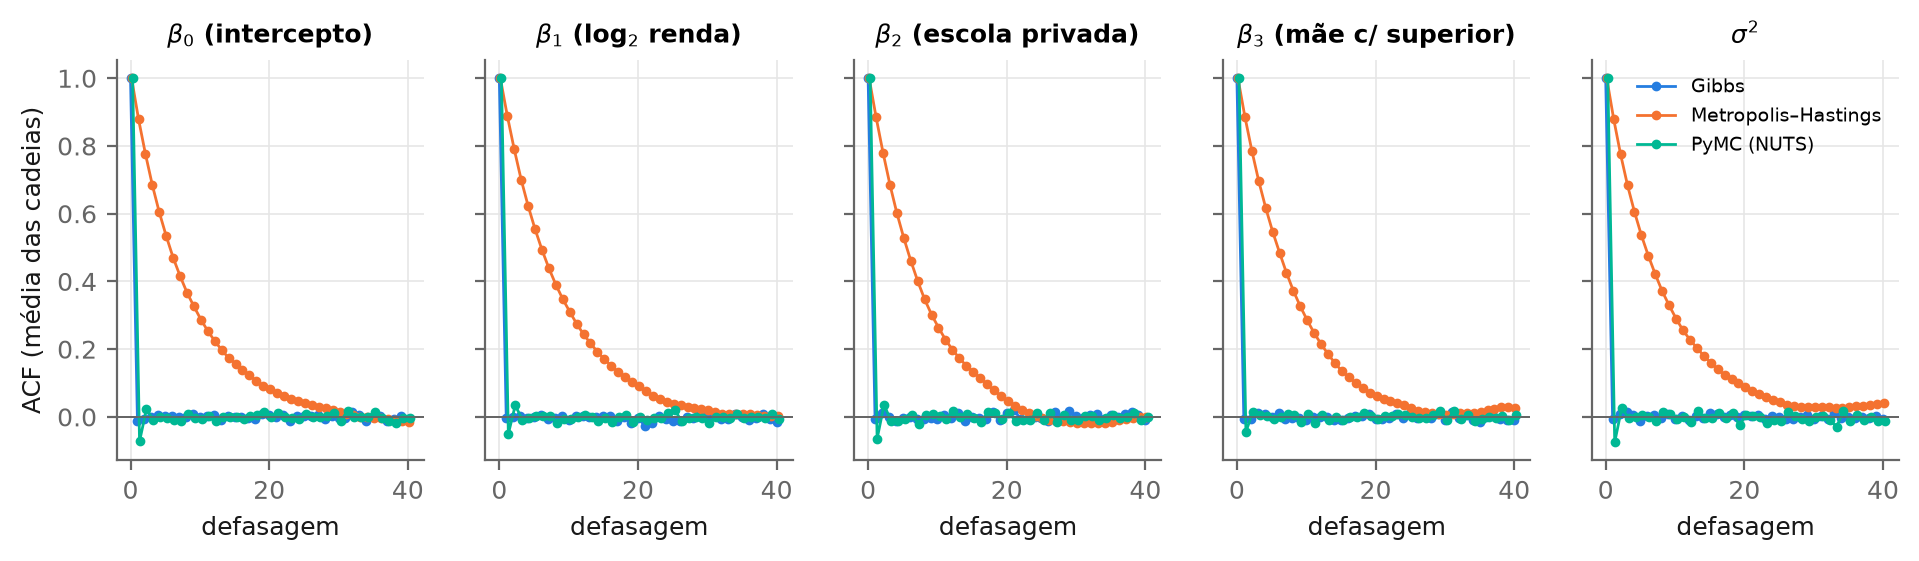 β₀ (intercepto)
β₁ (log₂ renda)
β₂ (escola privada)
β₃ (mãe c/ superior)
σ²
ACF (média das cadeias)
1.0
0.8
0.6
0.4
0.2
0.0
Gibbs
Metropolis–Hastings
PyMC (NUTS)
0 20 40
0 20 40
0 20 40
0 20 40
0 20 40
defasagem
defasagem
defasagem
defasagem
defasagem